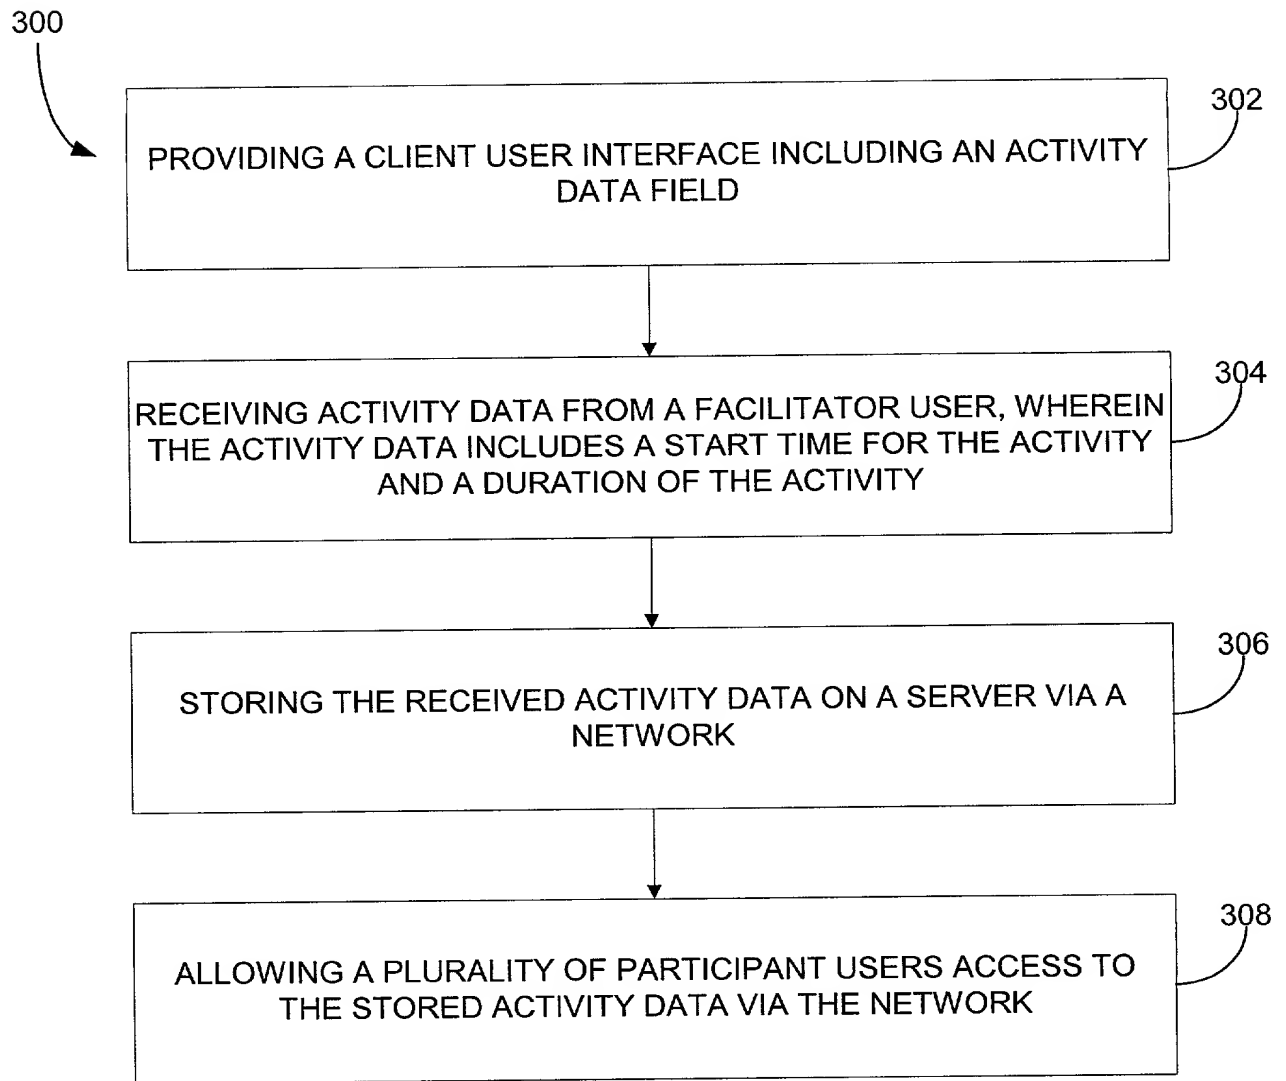 300
302
PROVIDING A CLIENT USER INTERFACE INCLUDING AN ACTIVITY
DATA FIELD
304
RECEIVING ACTIVITY DATA FROM A FACILITATOR USER, WHEREIN
THE ACTIVITY DATA INCLUDES A START TIME FOR THE ACTIVITY
AND A DURATION OF THE ACTIVITY
306
STORING THE RECEIVED ACTIVITY DATA ON A SERVER VIA A
NETWORK
308
ALLOWING A PLURALITY OF PARTICIPANT USERS ACCESS TO
THE STORED ACTIVITY DATA VIA THE NETWORK